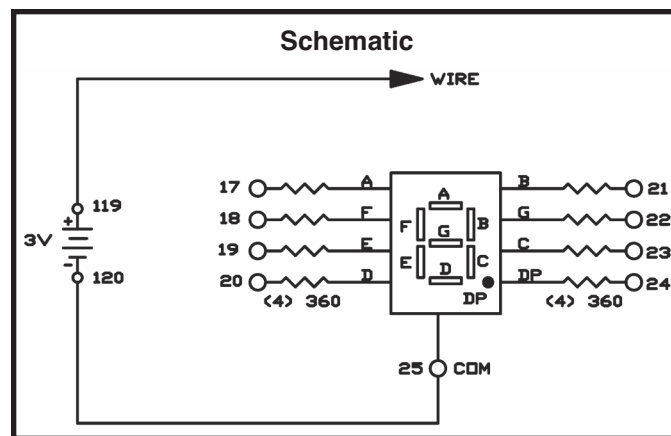 Schematic
WIRE
17 A B 21
119 A
+ 18 F F B G 22
3V G
- 19 E E C C 23
120 D
20 D DP DP 24
(4) 360 (4) 360
25 COM